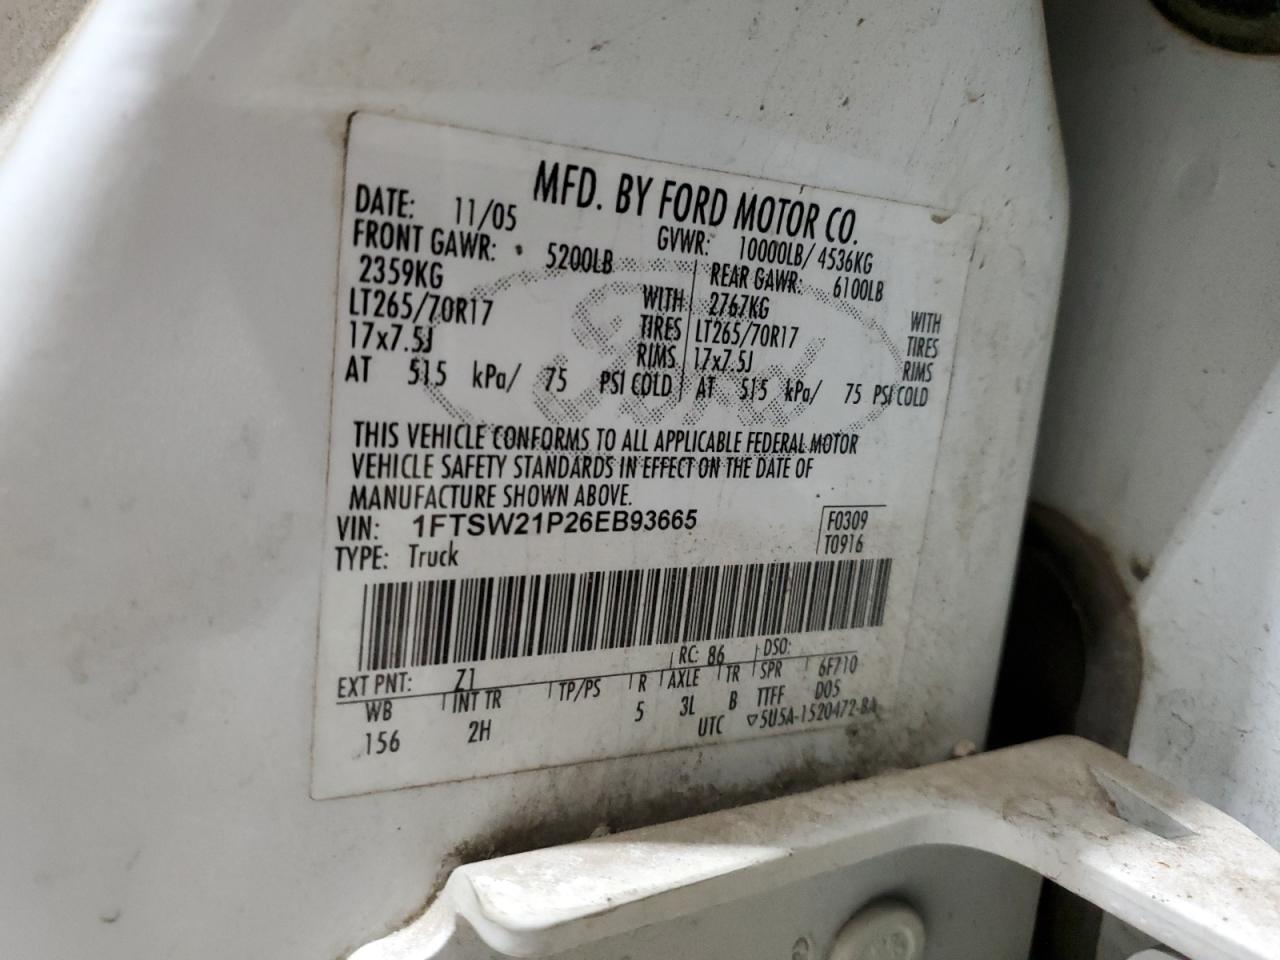 MFD. BY FORD MOTOR CO.
DATE: 11/05 GVWR: 10000LB/ 4536KG
FRONT GAWR: 5200LB REAR GAWR: 6100LB
2359KG WITH 2767KG WITH
LT265/70R17 TIRES LT265/70R17 TIRES
17x7.5J RIMS 17x7.5J RIMS
AT 515 kPa/ 75 PSI COLD AT 515 kPa/ 75 PSI COLD
Ford
THIS VEHICLE CONFORMS TO ALL APPLICABLE FEDERAL MOTOR
VEHICLE SAFETY STANDARDS IN EFFECT ON THE DATE OF
MANUFACTURE SHOWN ABOVE.
VIN: 1FTSW21P26EB93665 F0309
TYPE: Truck T0916
EXT PNT: Z1 RC: 86 DSO:
WB INT TR TP/PS R AXLE TR SPR 6F710
156 2H 5 3L B TTFF D05
UTC ▽5U5A-1520472-BA